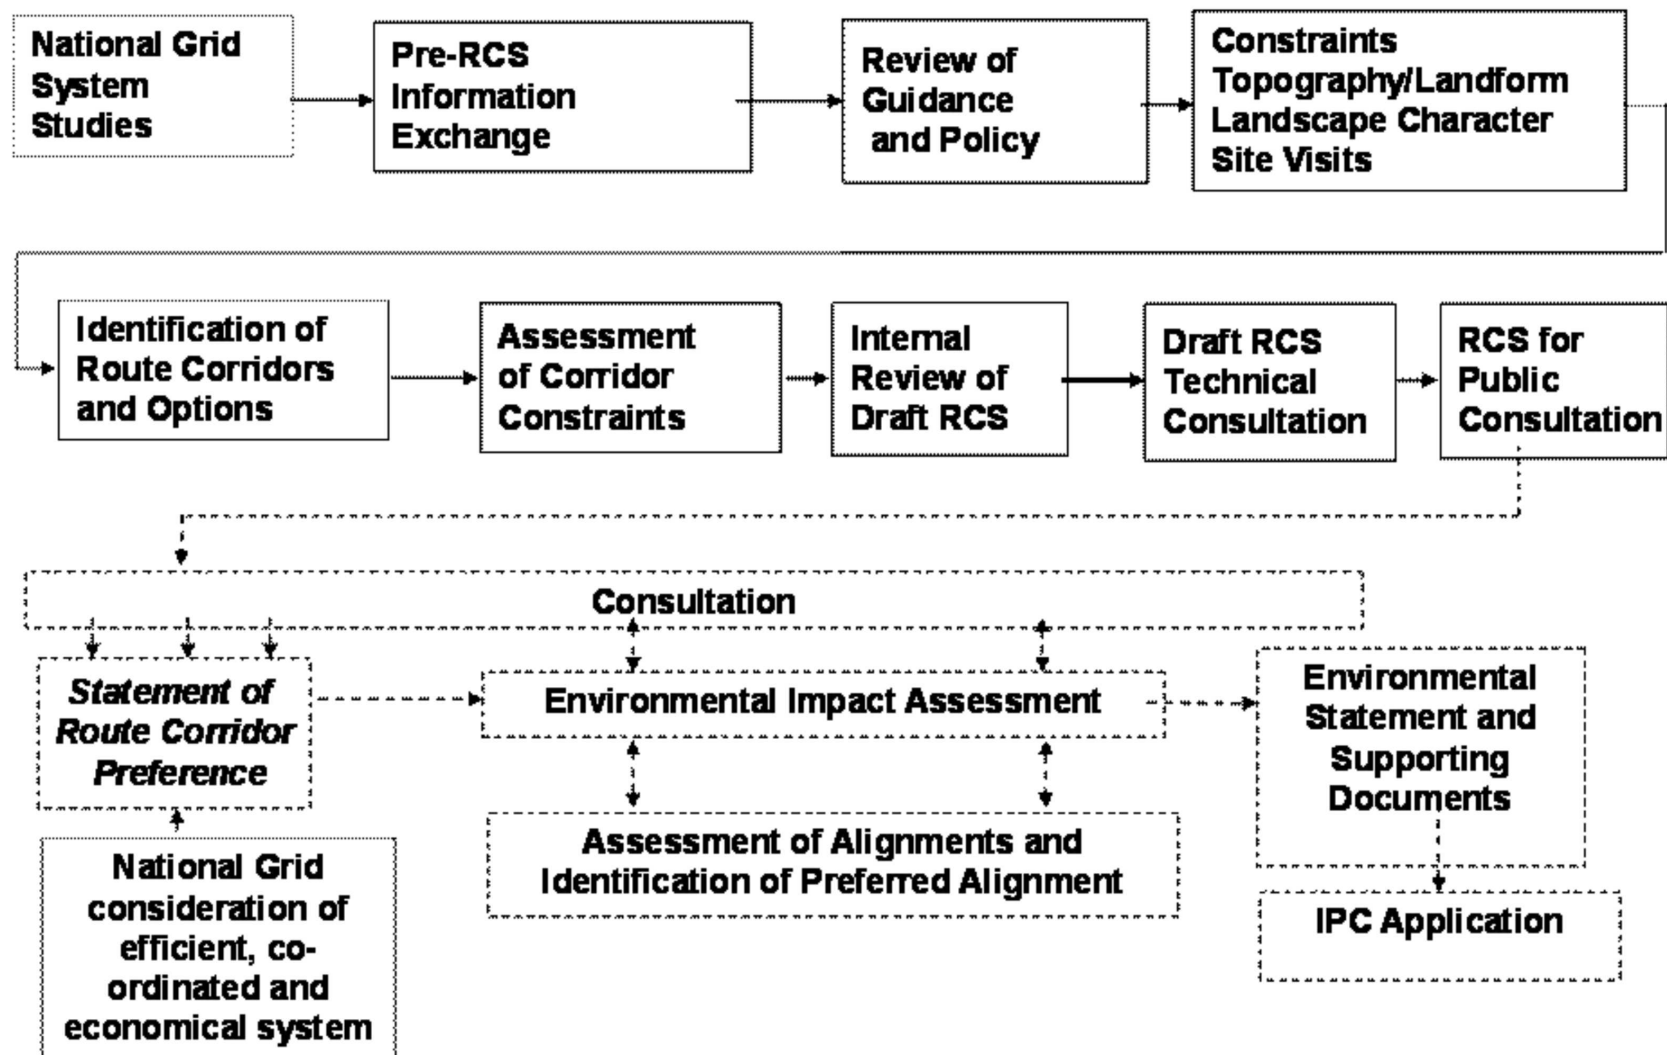 National Grid
System
Studies
Pre-RCS
Information
Exchange
Review of
Guidance
and Policy
Constraints
Topography/Landform
Landscape Character
Site Visits
Identification of
Route Corridors
and Options
Assessment
of Corridor
Constraints
Internal
Review of
Draft RCS
Draft RCS
Technical
Consultation
RCS for
Public
Consultation
Consultation
Statement of
Route Corridor
Preference
Environmental Impact Assessment
Environmental
Statement and
Supporting
Documents
National Grid
consideration of
efficient, co-
ordinated and
economical system
Assessment of Alignments and
Identification of Preferred Alignment
IPC Application